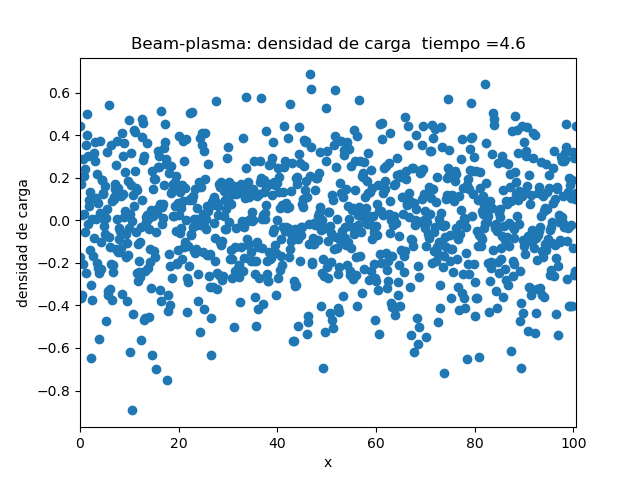 Beam-plasma: densidad de carga  tiempo =4.6
densidad de carga
0.6
0.4
0.2
0.0
−0.2
−0.4
−0.6
−0.8
0 20 40 60 80 100
x